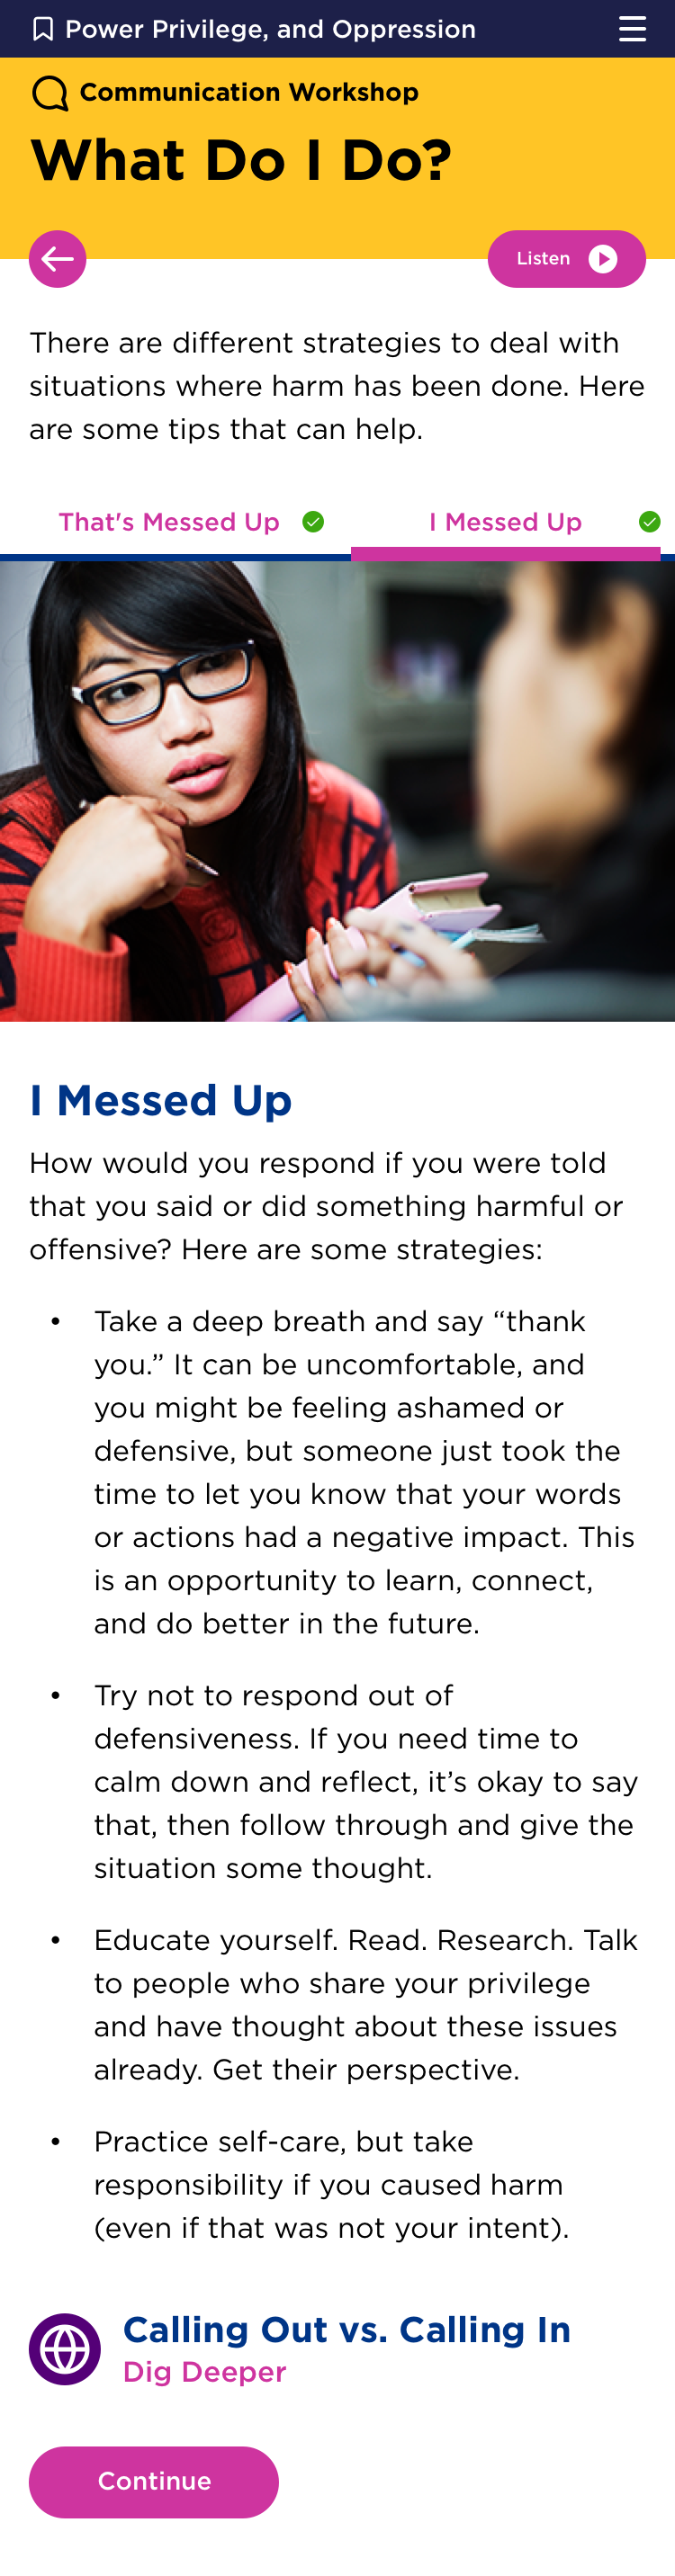 Power Privilege, and Oppression
Communication Workshop
What Do I Do?
Listen
There are different strategies to deal with
situations where harm has been done. Here
are some tips that can help.
That's Messed Up
I Messed Up
I Messed Up
How would you respond if you were told
that you said or did something harmful or
offensive? Here are some strategies:
• Take a deep breath and say “thank
you.” It can be uncomfortable, and
you might be feeling ashamed or
defensive, but someone just took the
time to let you know that your words
or actions had a negative impact. This
is an opportunity to learn, connect,
and do better in the future.
• Try not to respond out of
defensiveness. If you need time to
calm down and reflect, it’s okay to say
that, then follow through and give the
situation some thought.
• Educate yourself. Read. Research. Talk
to people who share your privilege
and have thought about these issues
already. Get their perspective.
• Practice self-care, but take
responsibility if you caused harm
(even if that was not your intent).
Calling Out vs. Calling In
Dig Deeper
Continue